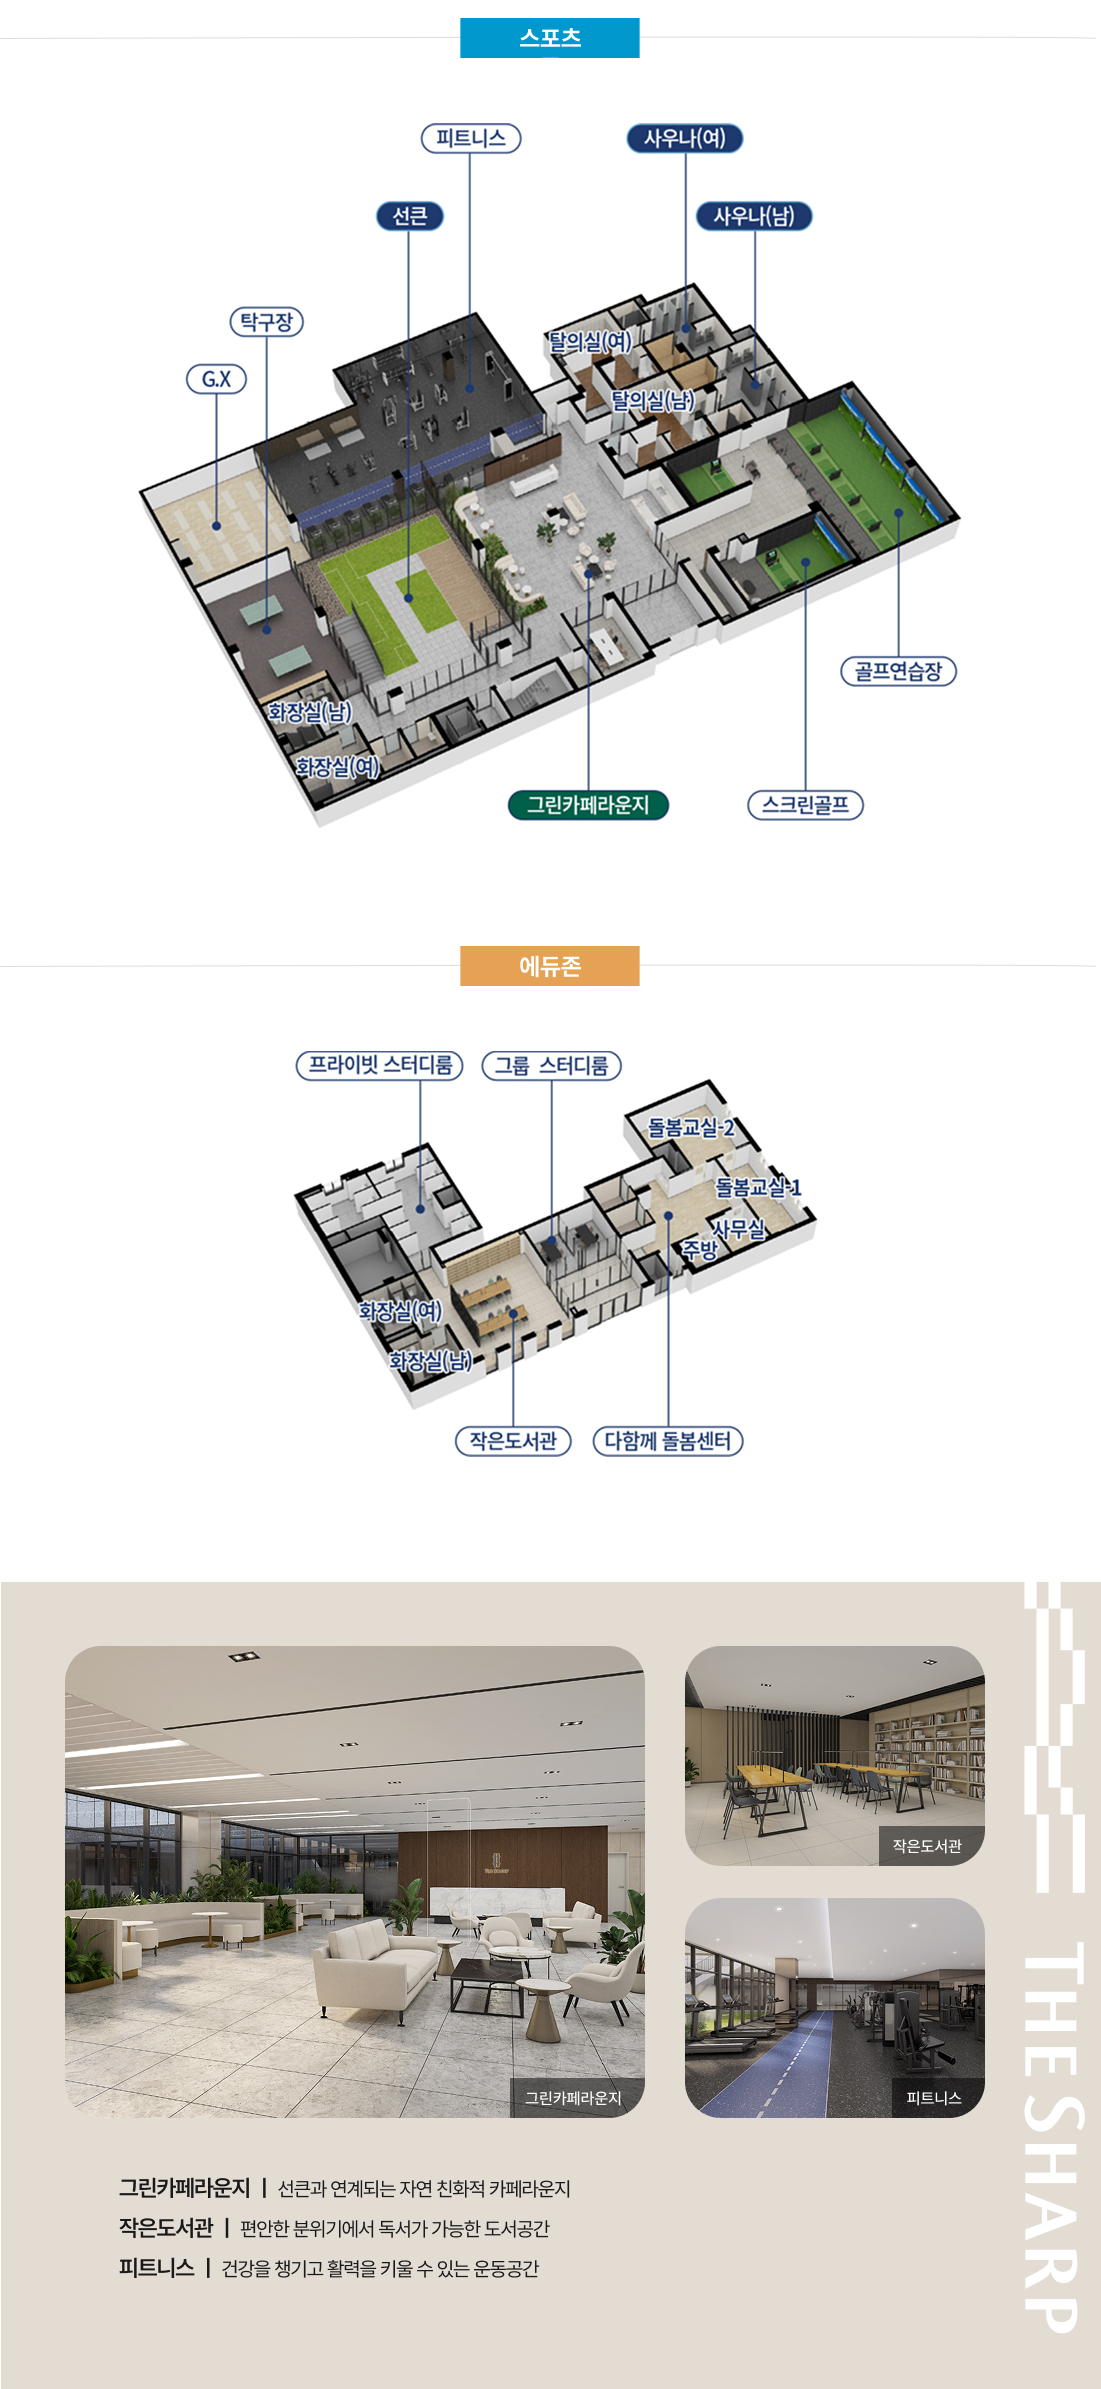 스포츠
피트니스
사우나(여)
선큰
사우나(남)
탁구장
탈의실(여)
G.X
탈의실(남)
골프연습장
화장실(남)
화장실(여)
그린카페라운지
스크린골프
에듀존
프라이빗 스터디룸
그룹 스터디룸
돌봄교실-2
돌봄교실-1
사무실
주방
화장실(여)
화장실(남)
작은도서관
다함께 돌봄센터
작은도서관
그린카페라운지
피트니스
THE SHARP
그린카페라운지 | 선큰과 연계되는 자연 친화적 카페라운지
작은도서관 | 편안한 분위기에서 독서가 가능한 도서공간
피트니스 | 건강을 챙기고 활력을 키울 수 있는 운동공간